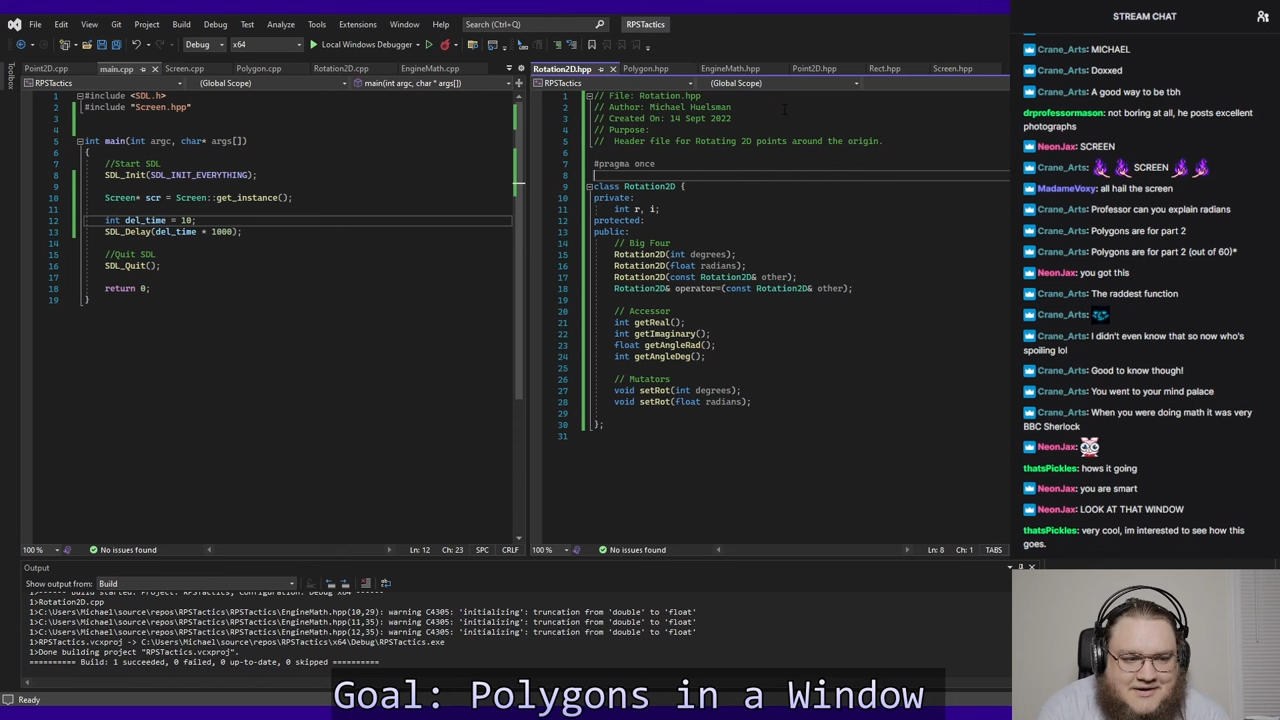 File Edit View Git Project Build Debug Test Analyze Tools Extensions Window Help Search (Ctrl+Q) RPSTactics
Debug x64 Local Windows Debugger
Toolbox
Point2D.cpp main.cpp Screen.cpp Polygon.cpp Rotation2D.cpp EngineMath.cpp
RPSTactics (Global Scope) main(int argc, char * args[])
1 #include <SDL.h>
2 #include "Screen.hpp"
3
4
5 int main(int argc, char* args[])
6 {
7 //Start SDL
8 SDL_Init(SDL_INIT_EVERYTHING);
9
10 Screen* scr = Screen::get_instance();
11
12 int del_time = 10;
13 SDL_Delay(del_time * 1000);
14
15 //Quit SDL
16 SDL_Quit();
17
18 return 0;
19 }
100 % No issues found Ln: 12 Ch: 23 SPC CRLF
Rotation2D.hpp Polygon.hpp EngineMath.hpp Point2D.hpp Rect.hpp Screen.hpp
RPSTactics (Global Scope)
1 // File: Rotation.hpp
2 // Author: Michael Huelsman
3 // Created On: 14 Sept 2022
4 // Purpose:
5 // Header file for Rotating 2D points around the origin.
6
7 #pragma once
8
9 class Rotation2D {
10 private:
11 int r, i;
12 protected:
13 public:
14 // Big Four
15 Rotation2D(int degrees);
16 Rotation2D(float radians);
17 Rotation2D(const Rotation2D& other);
18 Rotation2D& operator=(const Rotation2D& other);
19
20 // Accessor
21 int getReal();
22 int getImaginary();
23 float getAngleRad();
24 int getAngleDeg();
25
26 // Mutators
27 void setRot(int degrees);
28 void setRot(float radians);
29
30 };
31
100 % No issues found Ln: 8 Ch: 1 TABS
Output
Show output from: Build
1>------ Build started: Project: RPSTactics, Configuration: Debug x64 ------
1>Rotation2D.cpp
1>C:\Users\Michael\source\repos\RPSTactics\RPSTactics\EngineMath.hpp(10,29): warning C4305: 'initializing': truncation from 'double' to 'float'
1>C:\Users\Michael\source\repos\RPSTactics\RPSTactics\EngineMath.hpp(11,35): warning C4305: 'initializing': truncation from 'double' to 'float'
1>C:\Users\Michael\source\repos\RPSTactics\RPSTactics\EngineMath.hpp(12,35): warning C4305: 'initializing': truncation from 'double' to 'float'
1>RPSTactics.vcxproj -> C:\Users\Michael\source\repos\RPSTactics\x64\Debug\RPSTactics.exe
1>Done building project "RPSTactics.vcxproj".
========== Build: 1 succeeded, 0 failed, 0 up-to-date, 0 skipped ==========
Ready
Goal: Polygons in a Window
STREAM CHAT
Crane_Arts: MICHAEL
Crane_Arts: Doxxed
Crane_Arts: A good way to be tbh
drprofessormason: not boring at all, he posts excellent
photographs
NeonJax: SCREEN
Crane_Arts: SCREEN
MadameVoxy: all hail the screen
Crane_Arts: Professor can you explain radians
Crane_Arts: Polygons are for part 2
Crane_Arts: Polygons are for part 2 (out of 60)*
NeonJax: you got this
Crane_Arts: The raddest function
Crane_Arts:
Crane_Arts: I didn't even know that so now who's
spoiling lol
Crane_Arts: Good to know though!
Crane_Arts: You went to your mind palace
Crane_Arts: When you were doing math it was very
BBC Sherlock
NeonJax:
thatsPickles: hows it going
NeonJax: you are smart
NeonJax: LOOK AT THAT WINDOW
thatsPickles: very cool, im interested to see how this
goes.